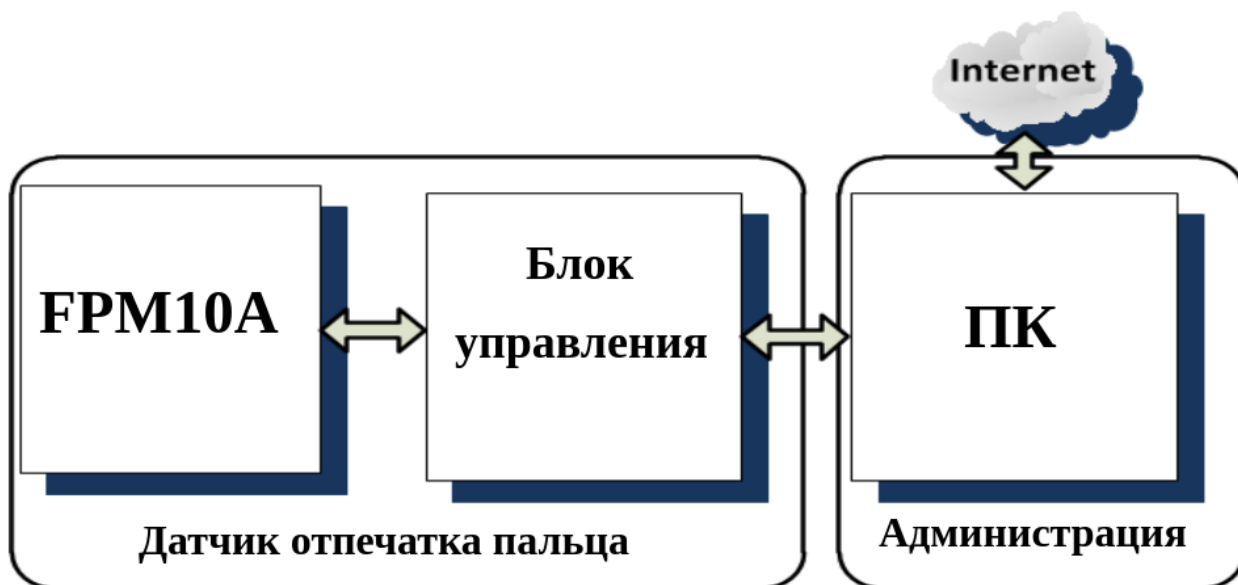 Internet
FPM10A
Блок
управления
ПК
Датчик отпечатка пальца
Администрация